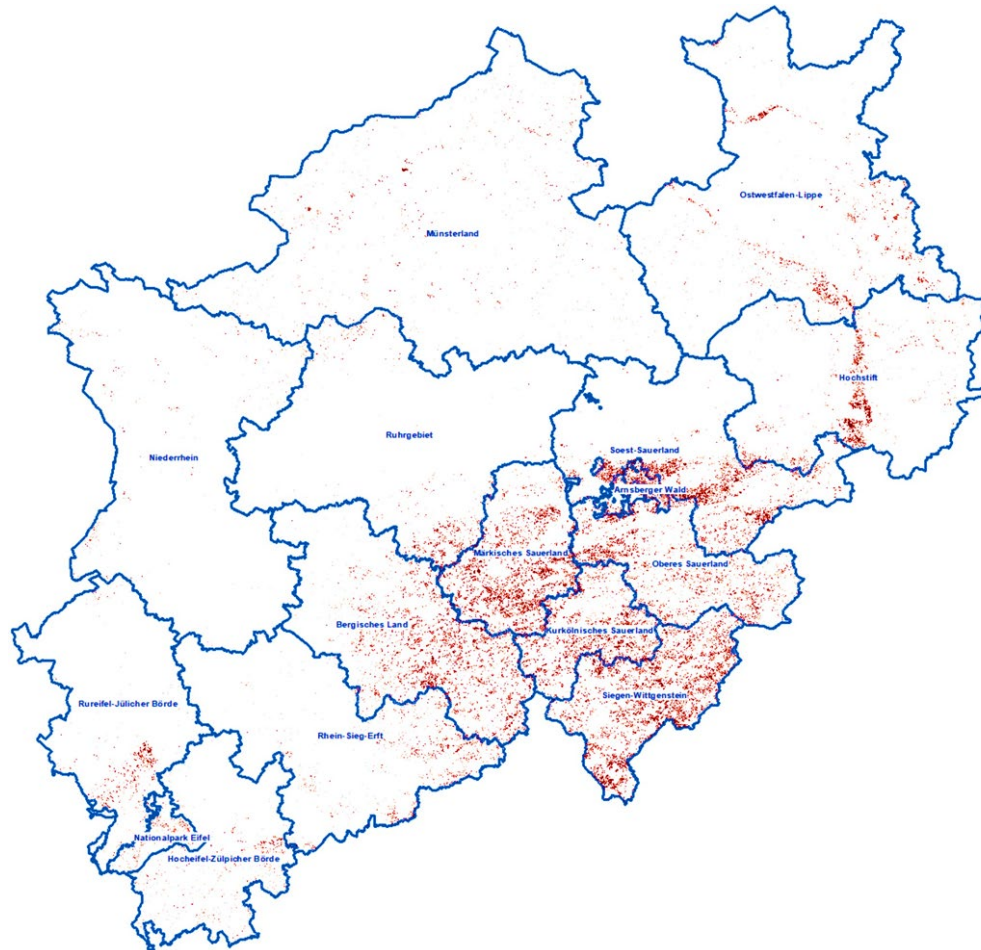 Ostwestfalen-Lippe
Münsterland
Hochstift
Ruhrgebiet
Niederrhein
Soest-Sauerland
Arnsberger Wald
Märkisches Sauerland
Oberes Sauerland
Bergisches Land
Kurkölnisches Sauerland
Siegen-Wittgenstein
Rureifel-Jülicher Börde
Rhein-Sieg-Erft
Nationalpark Eifel
Hocheifel-Zülpicher Börde